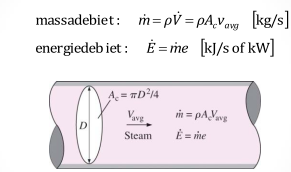 massadebiet : ṁ = ρV̇ = ρA_c v_avg [kg/s]
energiedebiet : Ė = ṁe [kJ/s of kW]
A_c = πD²/4
D
V_avg
Steam
ṁ = ρA_cV_avg
Ė = ṁe